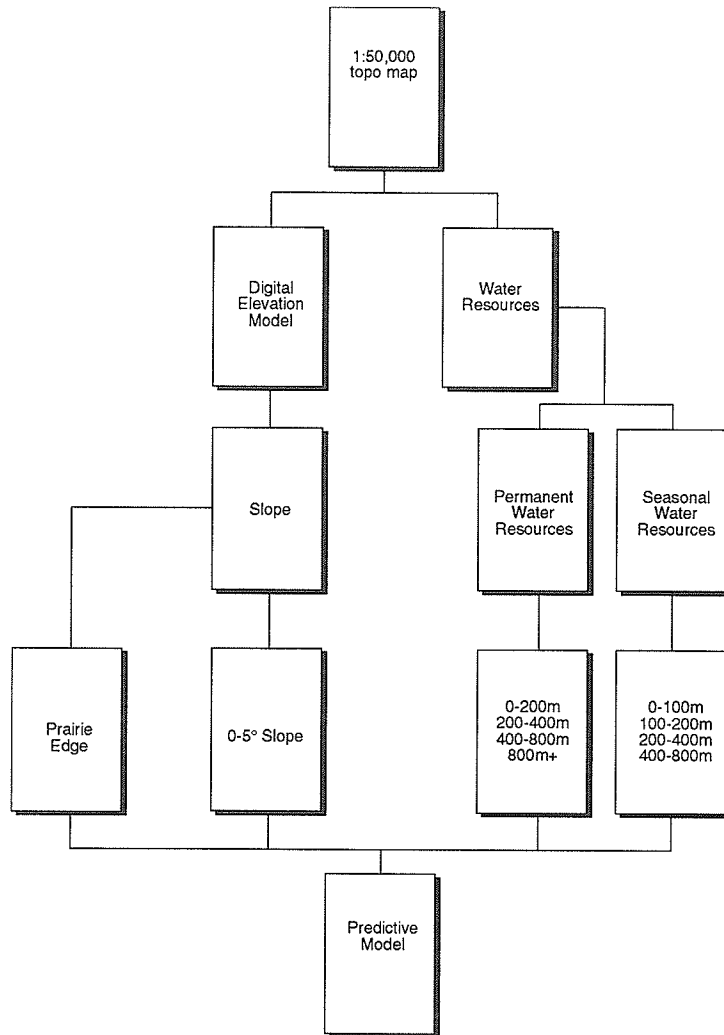 1:50,000
topo map
Digital
Elevation
Model
Water
Resources
Slope
Permanent
Water
Resources
Seasonal
Water
Resources
Prairie
Edge
0-5° Slope
0-200m
200-400m
400-800m
800m+
0-100m
100-200m
200-400m
400-800m
Predictive
Model